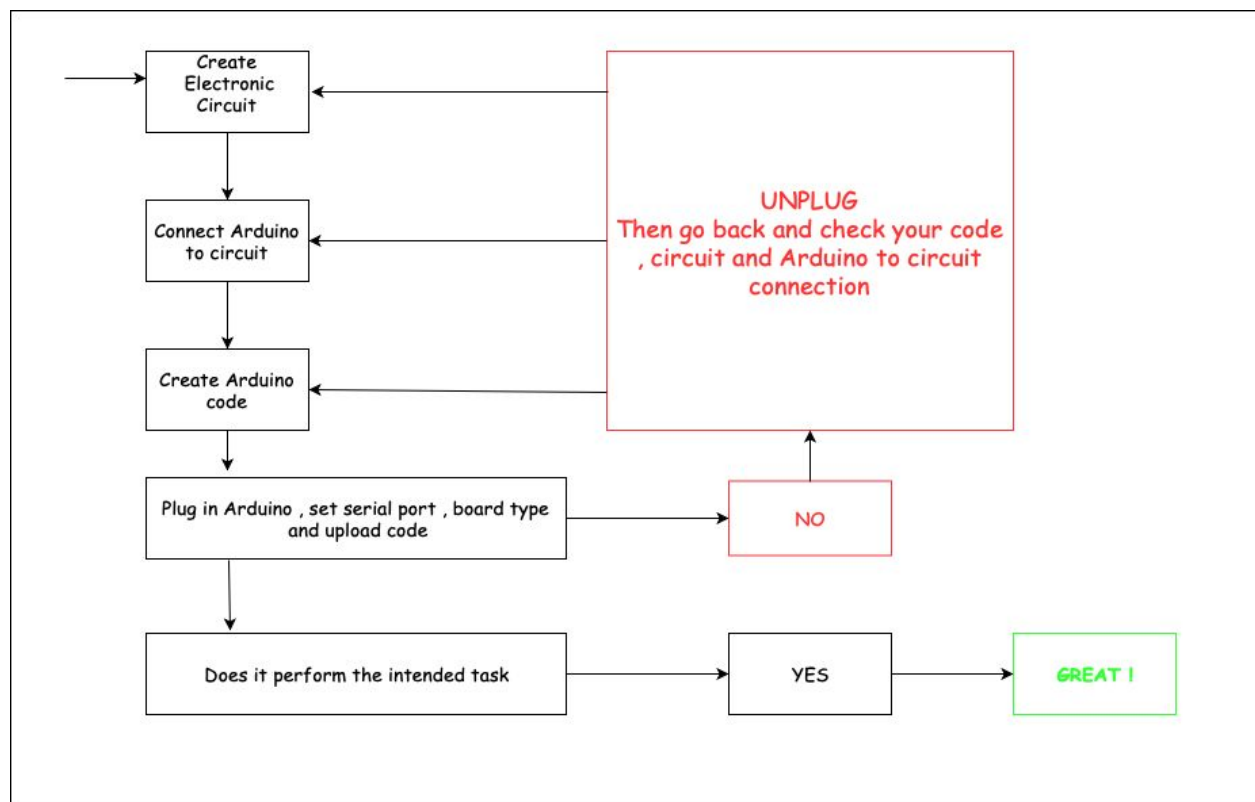 Create
Electronic
Circuit
Connect Arduino
to circuit
Create Arduino
code
Plug in Arduino , set serial port , board type
and upload code
Does it perform the intended task
UNPLUG
Then go back and check your code
, circuit and Arduino to circuit
connection
NO
YES
GREAT !